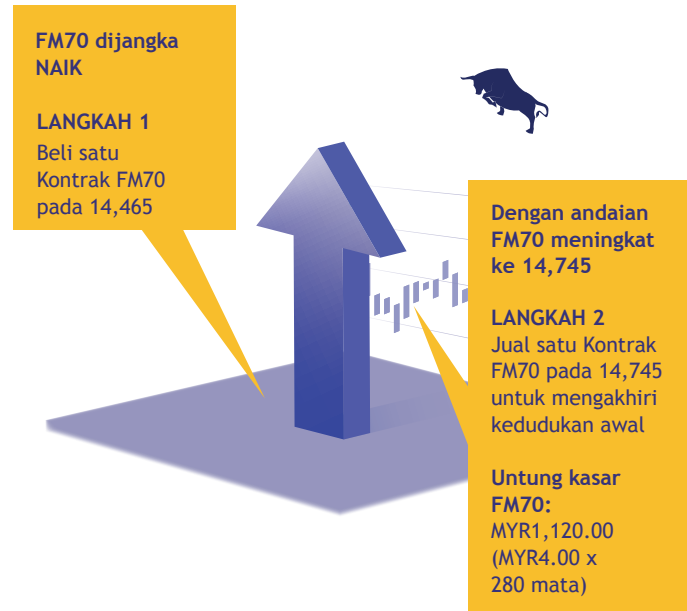 FM70 dijangka
NAIK
LANGKAH 1
Beli satu
Kontrak FM70
pada 14,465
Dengan andaian
FM70 meningkat
ke 14,745
LANGKAH 2
Jual satu Kontrak
FM70 pada 14,745
untuk mengakhiri
kedudukan awal
Untung kasar
FM70:
MYR1,120.00
(MYR4.00 x
280 mata)